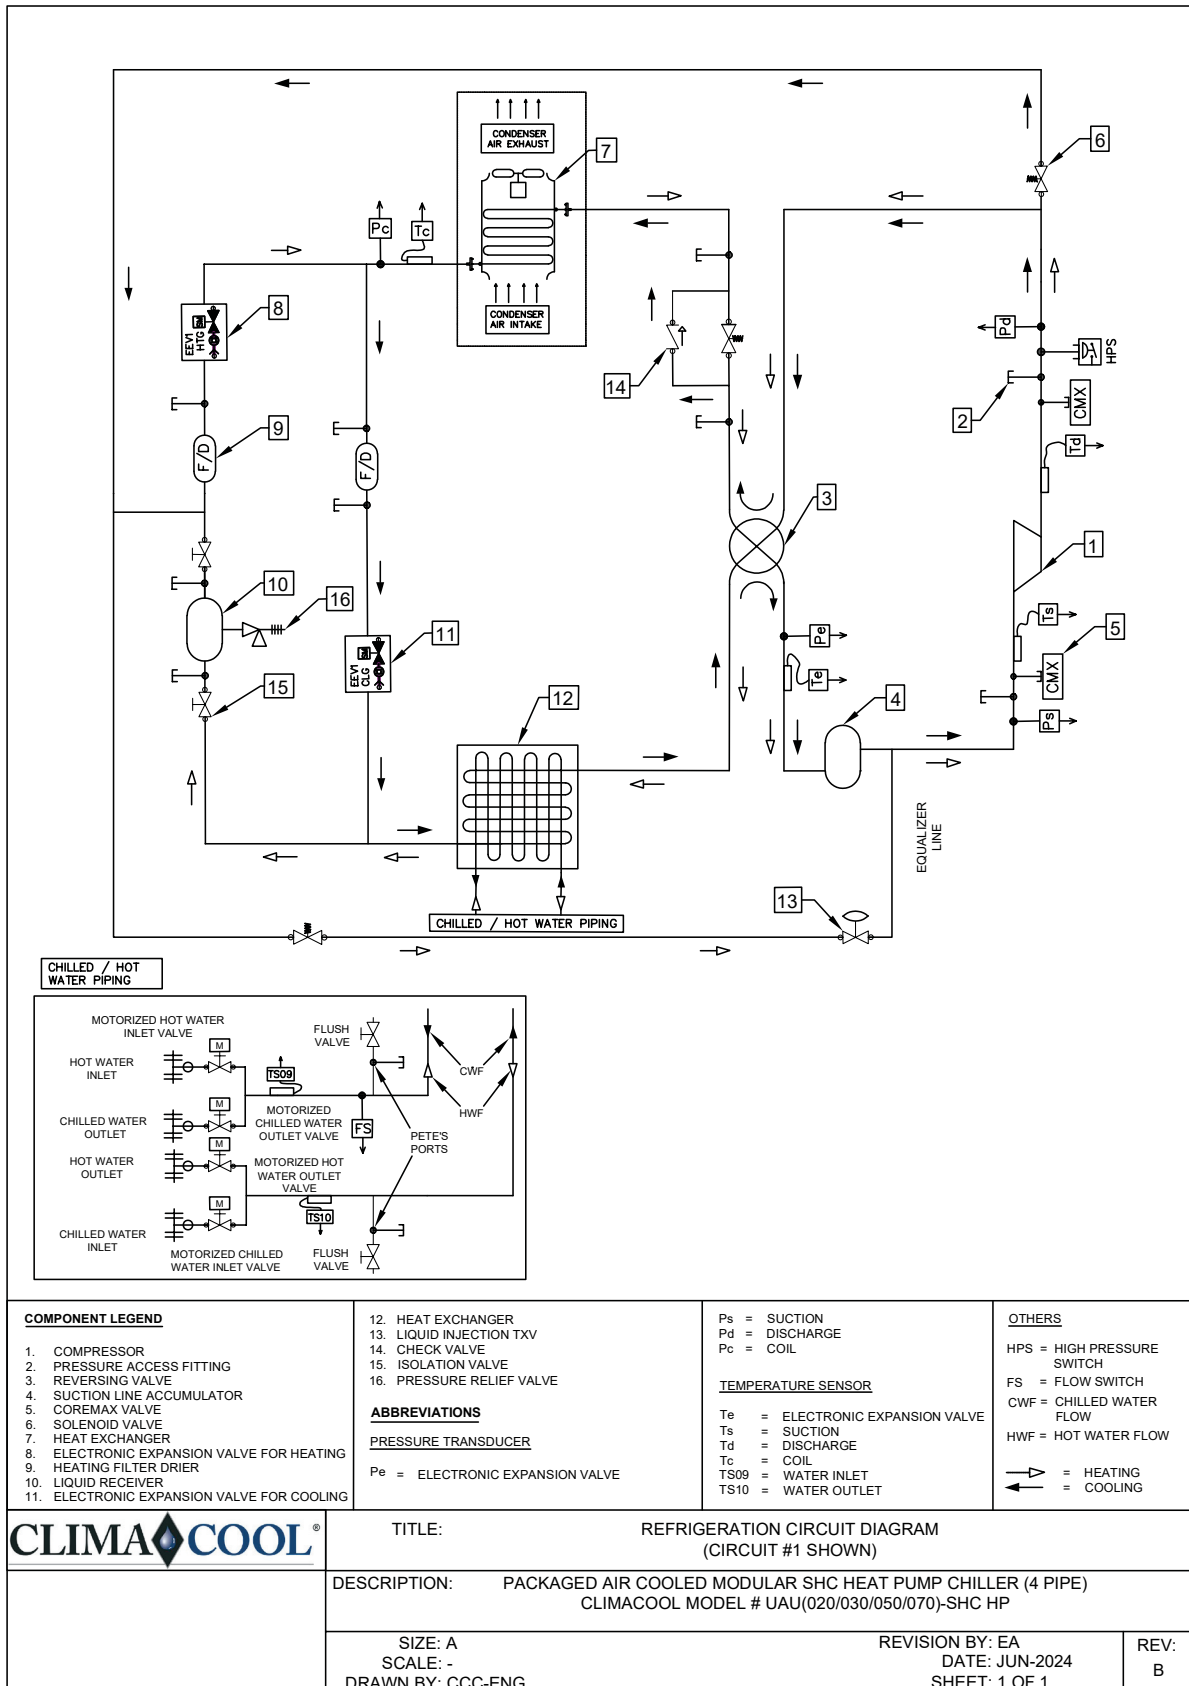 CONDENSER
AIR EXHAUST
7
6
Pc
Tc
CONDENSER
AIR INTAKE
8
EEV1
HTG
SM
Pd
HPS
14
2
CMX
9
F/D
F/D
Td
3
1
10
16
Ts
11
5
EEV1
CLG
SM
Pe
CMX
Te
15
12
4
Ps
EQUALIZER
LINE
13
CHILLED / HOT WATER PIPING
CHILLED / HOT
WATER PIPING
MOTORIZED HOT WATER
INLET VALVE
M
HOT WATER
INLET
FLUSH
VALVE
TS09
CWF
M
CHILLED WATER
OUTLET
MOTORIZED
CHILLED WATER
OUTLET VALVE
FS
HWF
M
HOT WATER
OUTLET
MOTORIZED HOT
WATER OUTLET
VALVE
PETE'S
PORTS
M
TS10
CHILLED WATER
INLET
MOTORIZED CHILLED
WATER INLET VALVE
FLUSH
VALVE
COMPONENT LEGEND
1. COMPRESSOR
2. PRESSURE ACCESS FITTING
3. REVERSING VALVE
4. SUCTION LINE ACCUMULATOR
5. COREMAX VALVE
6. SOLENOID VALVE
7. HEAT EXCHANGER
8. ELECTRONIC EXPANSION VALVE FOR HEATING
9. HEATING FILTER DRIER
10. LIQUID RECEIVER
11. ELECTRONIC EXPANSION VALVE FOR COOLING
12. HEAT EXCHANGER
13. LIQUID INJECTION TXV
14. CHECK VALVE
15. ISOLATION VALVE
16. PRESSURE RELIEF VALVE
ABBREVIATIONS
PRESSURE TRANSDUCER
Pe = ELECTRONIC EXPANSION VALVE
Ps = SUCTION
Pd = DISCHARGE
Pc = COIL
TEMPERATURE SENSOR
Te = ELECTRONIC EXPANSION VALVE
Ts = SUCTION
Td = DISCHARGE
Tc = COIL
TS09 = WATER INLET
TS10 = WATER OUTLET
OTHERS
HPS = HIGH PRESSURE
SWITCH
FS = FLOW SWITCH
CWF = CHILLED WATER
FLOW
HWF = HOT WATER FLOW
= HEATING
= COOLING
CLIMA COOL®
TITLE: REFRIGERATION CIRCUIT DIAGRAM
(CIRCUIT #1 SHOWN)
DESCRIPTION: PACKAGED AIR COOLED MODULAR SHC HEAT PUMP CHILLER (4 PIPE)
CLIMACOOL MODEL # UAU(020/030/050/070)-SHC HP
SIZE: A
SCALE: -
DRAWN BY: CCC-ENG
REVISION BY: EA
DATE: JUN-2024
SHEET: 1 OF 1
REV:
B